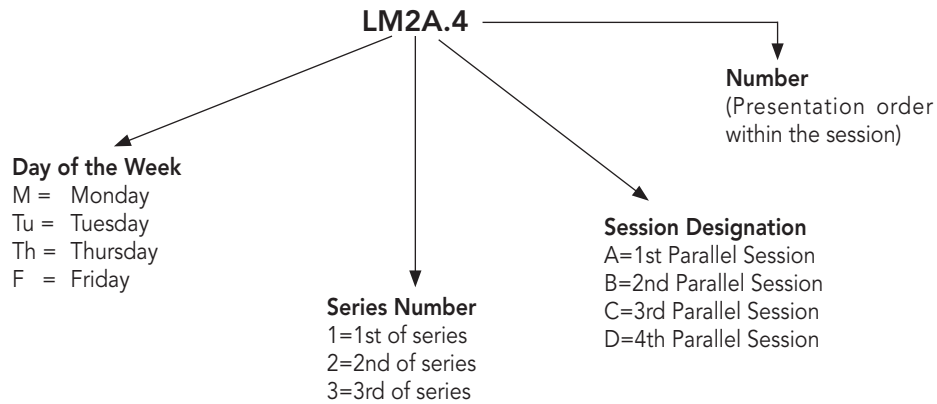 LM2A.4
Number
(Presentation order
within the session)
Day of the Week
M = Monday
Tu = Tuesday
Th = Thursday
F = Friday
Series Number
1=1st of series
2=2nd of series
3=3rd of series
Session Designation
A=1st Parallel Session
B=2nd Parallel Session
C=3rd Parallel Session
D=4th Parallel Session